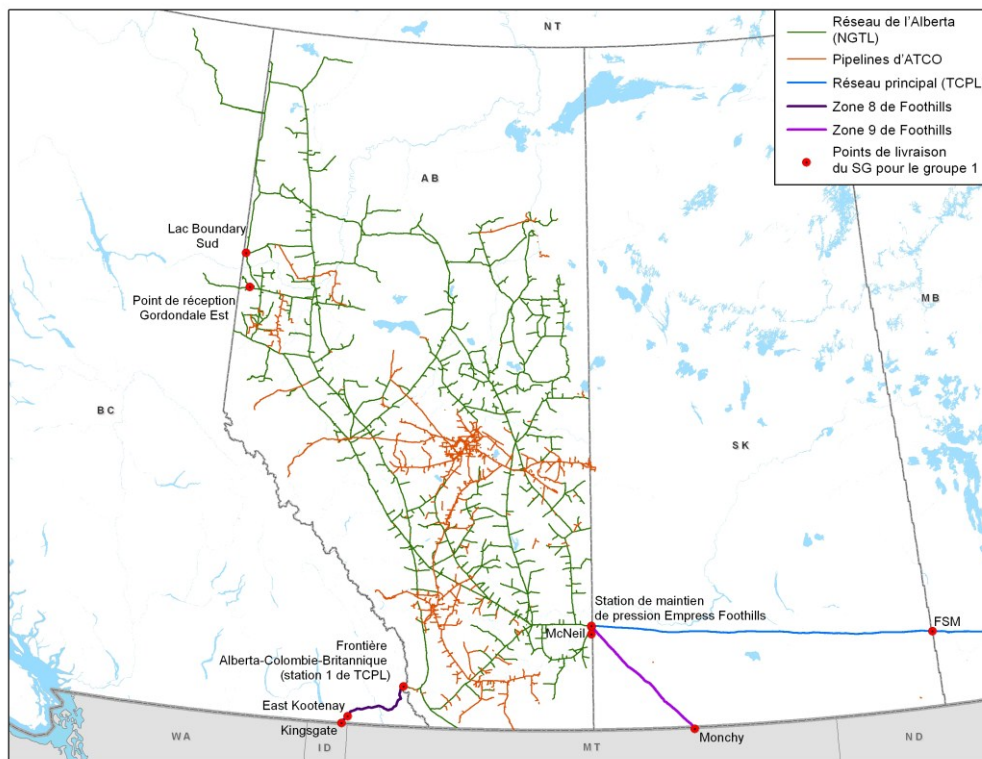 NT
Réseau de l'Alberta
(NGTL)
Pipelines d'ATCO
Réseau principal (TCPL
Zone 8 de Foothills
Zone 9 de Foothills
Points de livraison
du SG pour le groupe 1
AB
Lac Boundary
Sud
Point de réception
Gordondale Est
MB
BC
SK
Station de maintien
de pression Empress Foothills
McNeil
FSM
Frontière
Alberta-Colombie-Britannique
(station 1 de TCPL)
East Kootenay
Kingsgate
Monchy
WA
ID
MT
ND